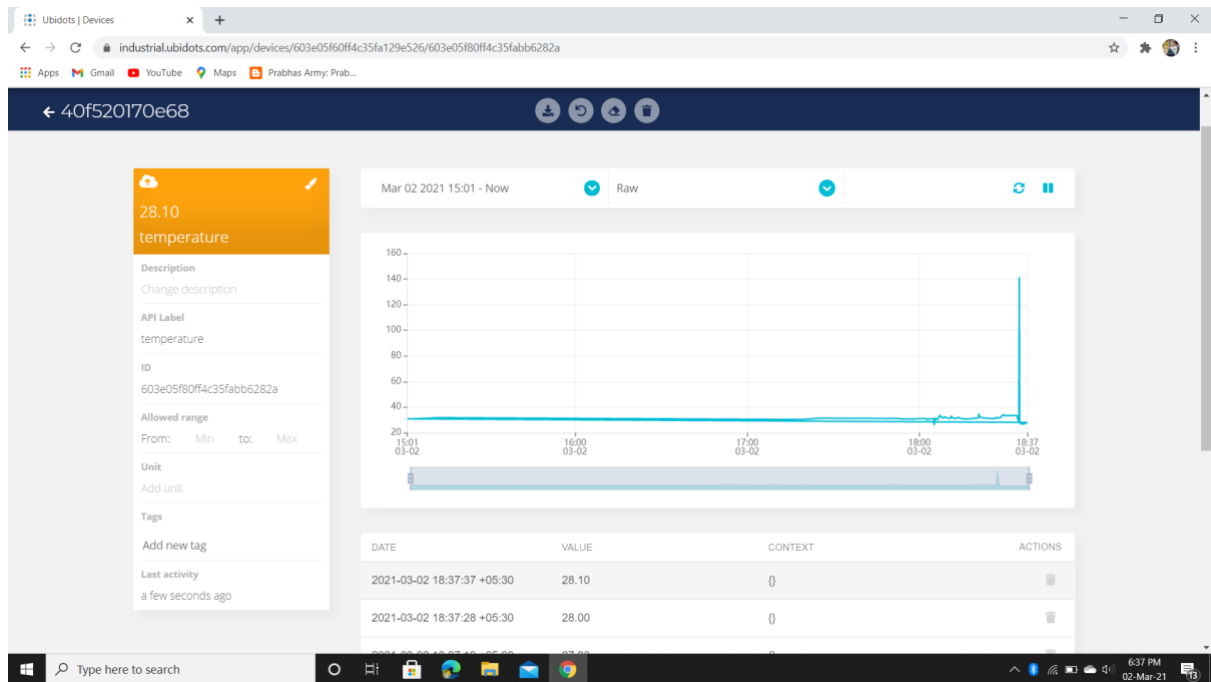 Ubidots | Devices
industrial.ubidots.com/app/devices/603e05f60ff4c35fa129e526/603e05f80ff4c35fabb6282a
Apps Gmail YouTube Maps Prabhas Army: Prab...
40f520170e68
28.10
temperature
Description
Change description
API Label
temperature
ID
603e05f80ff4c35fabb6282a
Allowed range
From: Min to: Max
Unit
Add unit
Tags
Add new tag
Last activity
a few seconds ago
Mar 02 2021 15:01 - Now Raw
160
140
120
100
80
60
40
20
15:01 16:00 17:00 18:00 18:37
03-02 03-02 03-02 03-02 03-02
DATE VALUE CONTEXT ACTIONS
2021-03-02 18:37:37 +05:30 28.10 {}
2021-03-02 18:37:28 +05:30 28.00 {}
Type here to search
6:37 PM
02-Mar-21
13